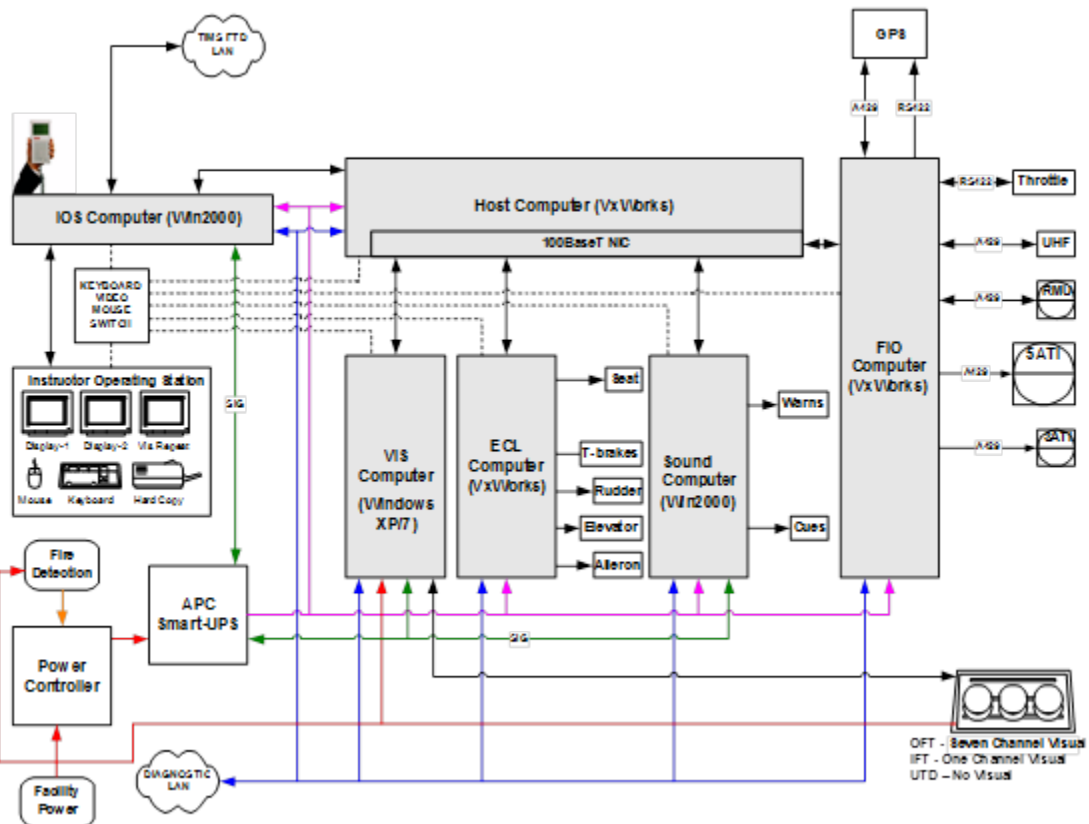 TIMS FTD
LAN
GPS
A429
RS422
IOS Computer (Win2000)
Host Computer (VxWorks)
100BaseT NIC
RS422
Throttle
A429
UHF
A429
RMU
A429
SATI
A429
SATI
FIO
Computer
(VxWorks)
KEYBOARD
VIDEO
MOUSE
SWITCH
Instructor Operating Station
Display-1
Display-2
Vis Repeat
Mouse
Keyboard
Hard Copy
SIG
VIS
Computer
(Windows
XP/7)
ECL
Computer
(VxWorks)
Seat
T-brakes
Rudder
Elevator
Aileron
Sound
Computer
(Win2000)
Warns
Cues
Fire
Detection
APC
Smart-UPS
SIG
Power
Controller
Facility
Power
DIAGNOSTIC
LAN
OFT - Seven Channel Visual
IFT - One Channel Visual
UTD – No Visual